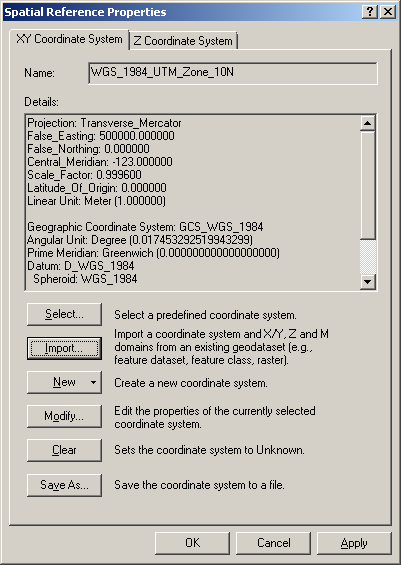 Spatial Reference Properties
XY Coordinate System
Z Coordinate System
Name:
WGS_1984_UTM_Zone_10N
Details:
Projection: Transverse_Mercator
False_Easting: 500000.000000
False_Northing: 0.000000
Central_Meridian: -123.000000
Scale_Factor: 0.999600
Latitude_Of_Origin: 0.000000
Linear Unit: Meter (1.000000)
Geographic Coordinate System: GCS_WGS_1984
Angular Unit: Degree (0.017453292519943299)
Prime Meridian: Greenwich (0.000000000000000000)
Datum: D_WGS_1984
Spheroid: WGS_1984
Select...
Select a predefined coordinate system.
Import...
Import a coordinate system and X/Y, Z and M
domains from an existing geodataset (e.g.,
feature dataset, feature class, raster).
New
Create a new coordinate system.
Modify...
Edit the properties of the currently selected
coordinate system.
Clear
Sets the coordinate system to Unknown.
Save As...
Save the coordinate system to a file.
OK
Cancel
Apply